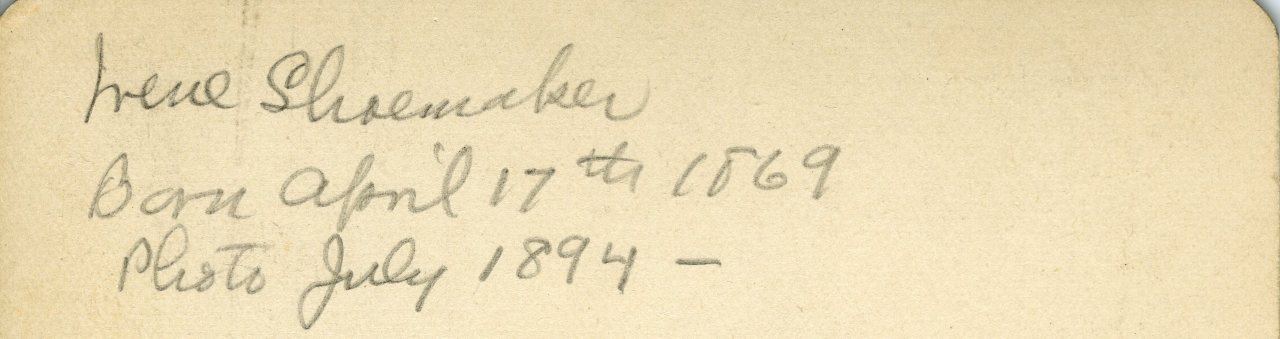 Irene Shoemaker
Born April 17th 1869
Photo July 1894 -